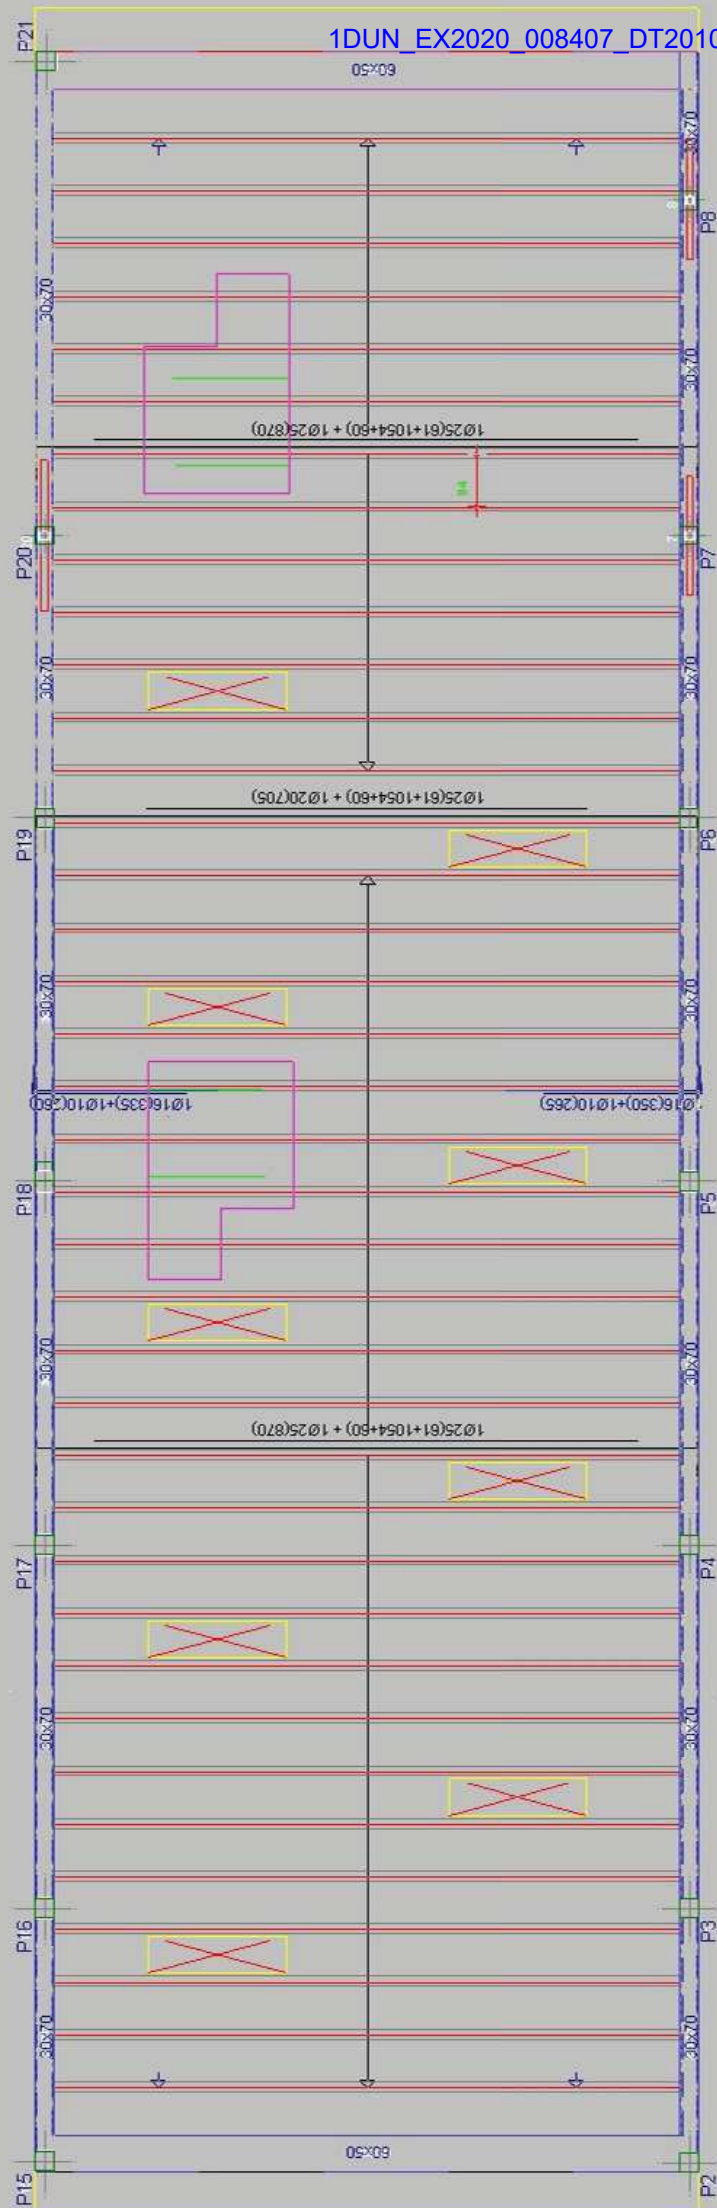 1DUN_EX2020_008407_DT2010
P21
60x50
30x70
P8
30x70
30x70
1Ø25(61+1054+60) + 1Ø25(870)
84
P20
P7
30x70
30x70
1Ø25(61+1054+60) + 1Ø20(705)
P19
P6
30x70
30x70
1Ø16(335)+1Ø10(260)
1Ø16(350)+1Ø10(265)
P18
P5
30x70
30x70
1Ø25(61+1054+60) + 1Ø25(870)
P17
P4
30x70
30x70
P16
P3
30x70
30x70
60x50
P15
P2